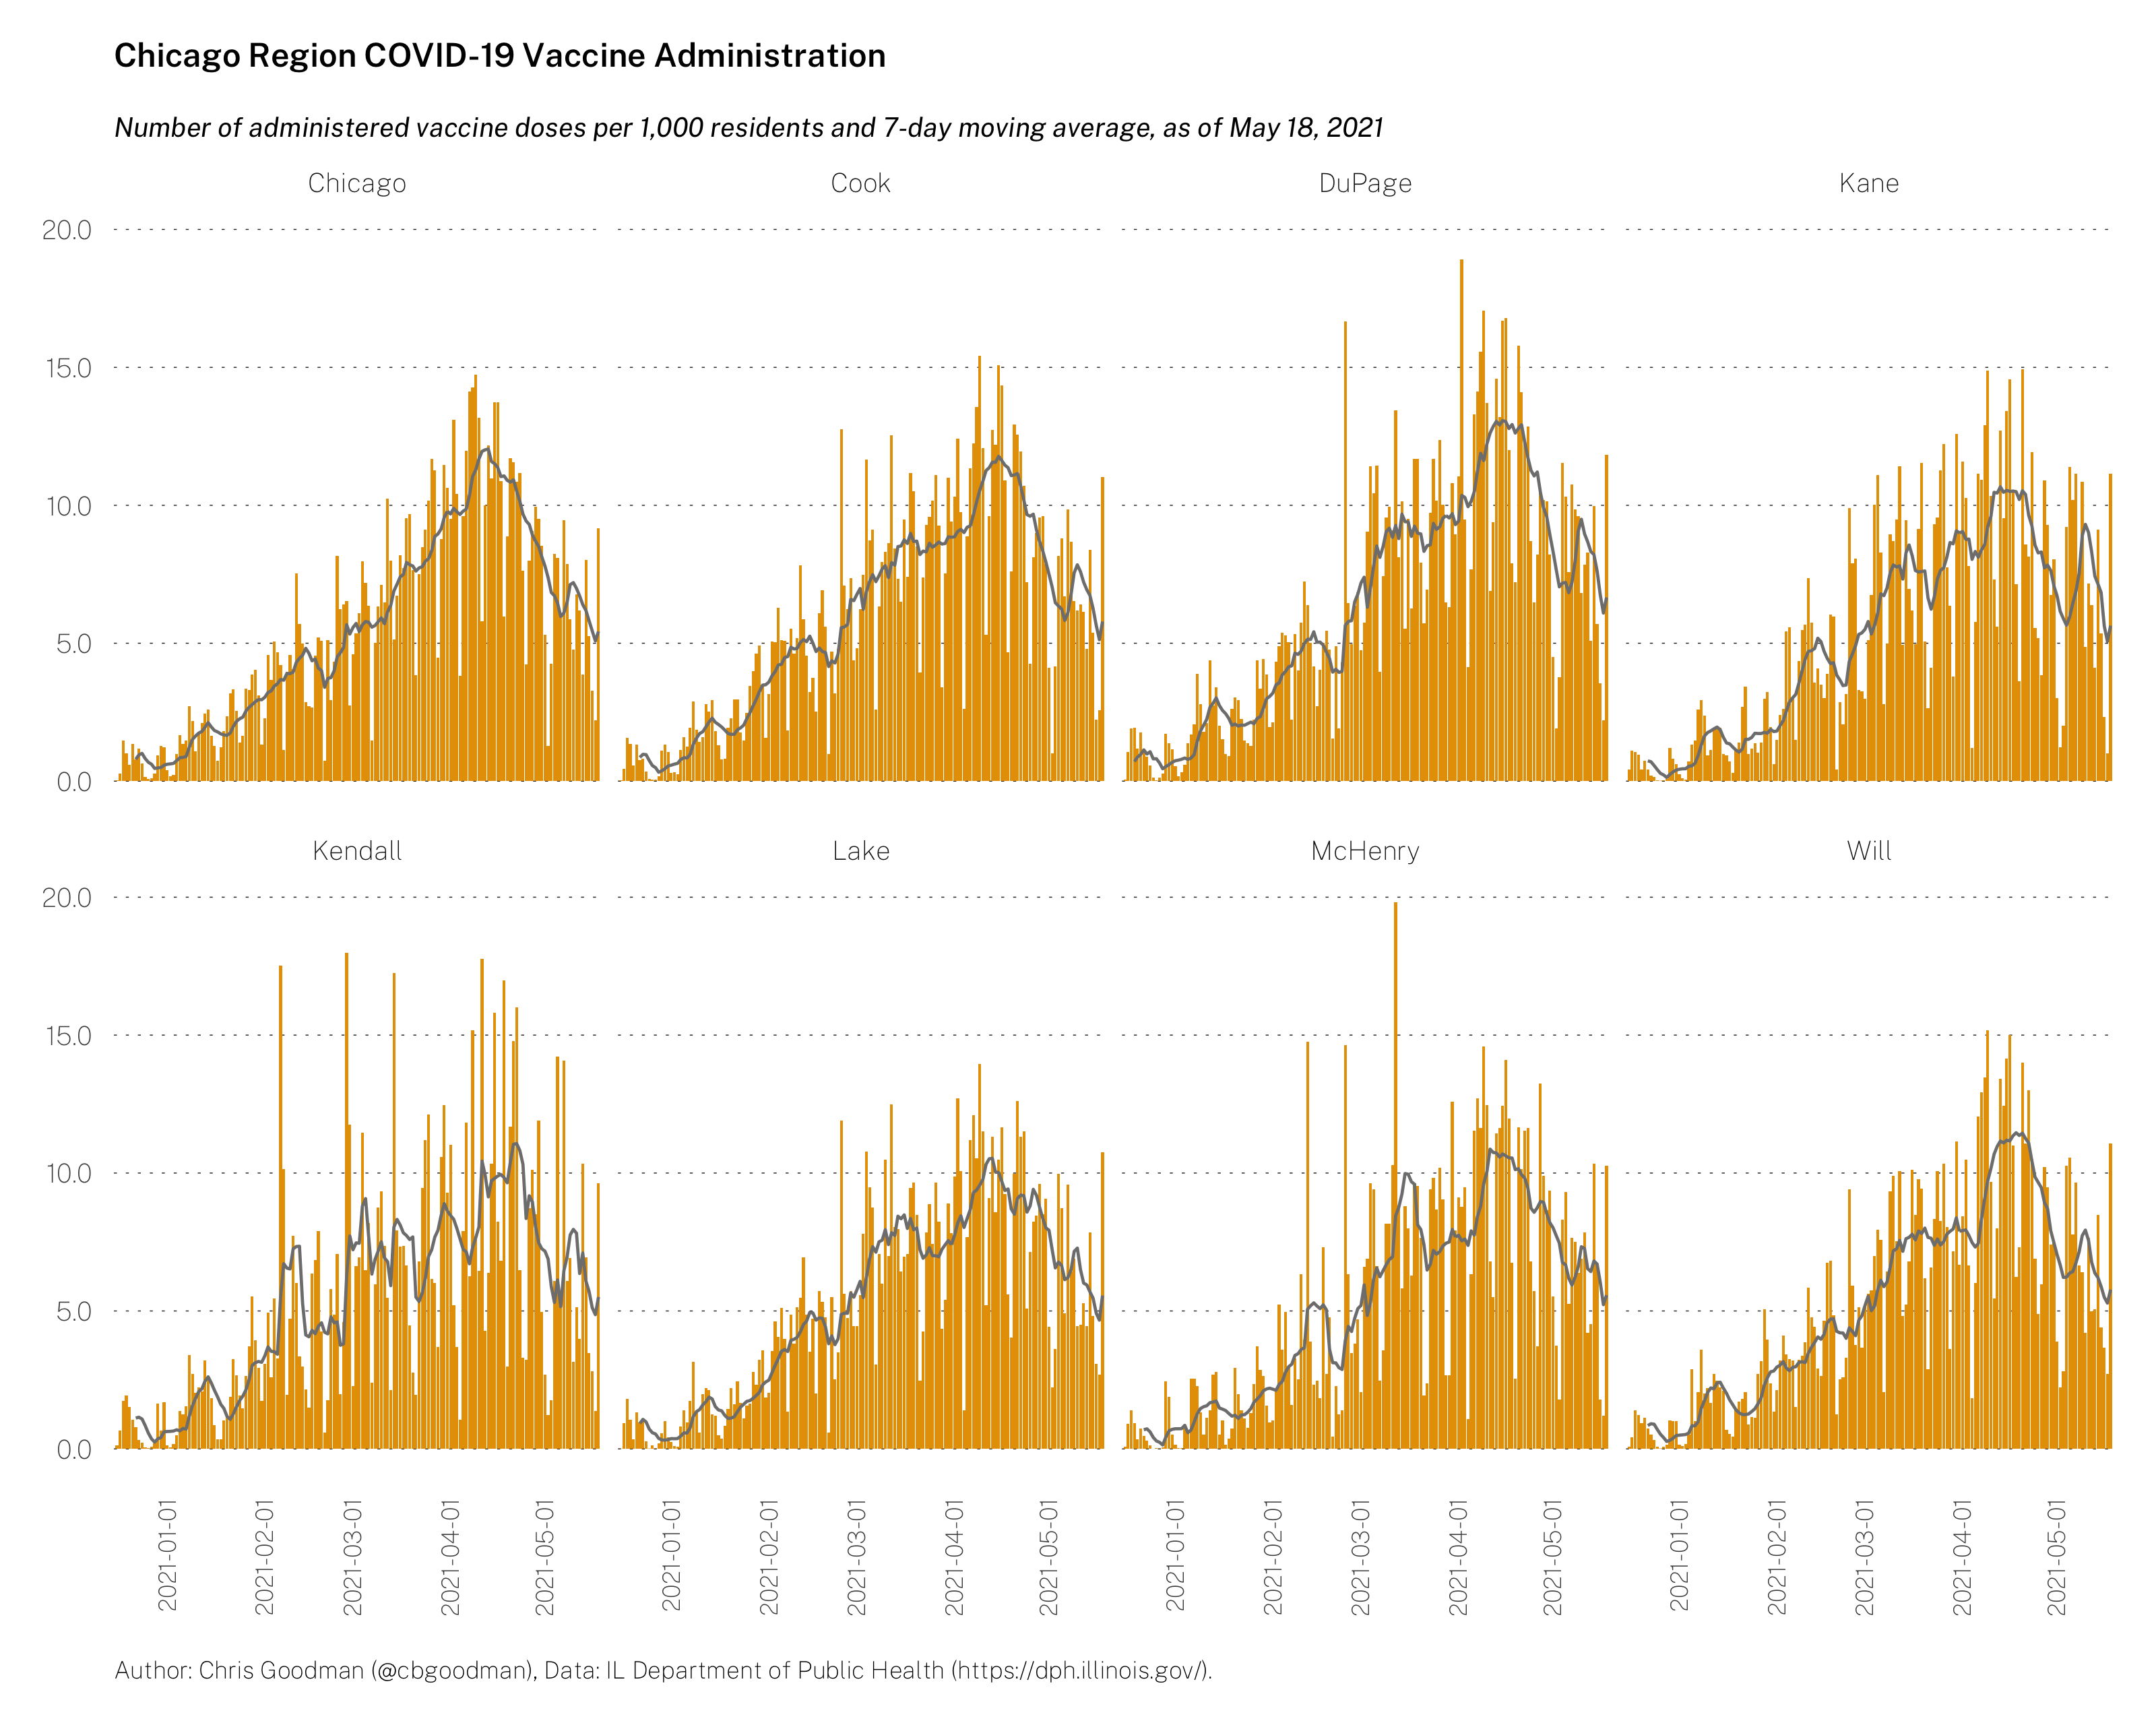 Chicago Region COVID-19 Vaccine Administration
Number of administered vaccine doses per 1,000 residents and 7-day moving average, as of May 18, 2021
Chicago
Cook
DuPage
Kane
20.0
15.0
10.0
5.0
0.0
Kendall
Lake
McHenry
Will
20.0
15.0
10.0
5.0
0.0
2021-01-01
2021-02-01
2021-03-01
2021-04-01
2021-05-01
2021-01-01
2021-02-01
2021-03-01
2021-04-01
2021-05-01
2021-01-01
2021-02-01
2021-03-01
2021-04-01
2021-05-01
2021-01-01
2021-02-01
2021-03-01
2021-04-01
2021-05-01
Author: Chris Goodman (@cbgoodman), Data: IL Department of Public Health (https://dph.illinois.gov/).